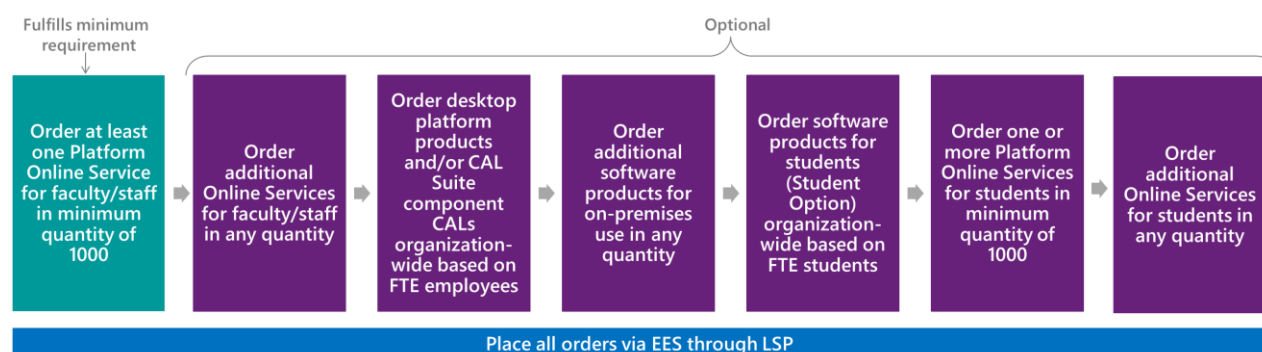 Fulfills minimum
requirement
Optional
Order at least
one Platform
Online Service
for faculty/staff
in minimum
quantity of
1000
Order
additional
Online Services
for faculty/staff
in any quantity
Order desktop
platform
products
and/or CAL
Suite
component
CALs
organization-
wide based on
FTE employees
Order
additional
software
products for
on-premises
use in any
quantity
Order software
products for
students
(Student
Option)
organization-
wide based on
FTE students
Order one or
more Platform
Online Services
for students in
minimum
quantity of
1000
Order
additional
Online Services
for students in
any quantity
Place all orders via EES through LSP